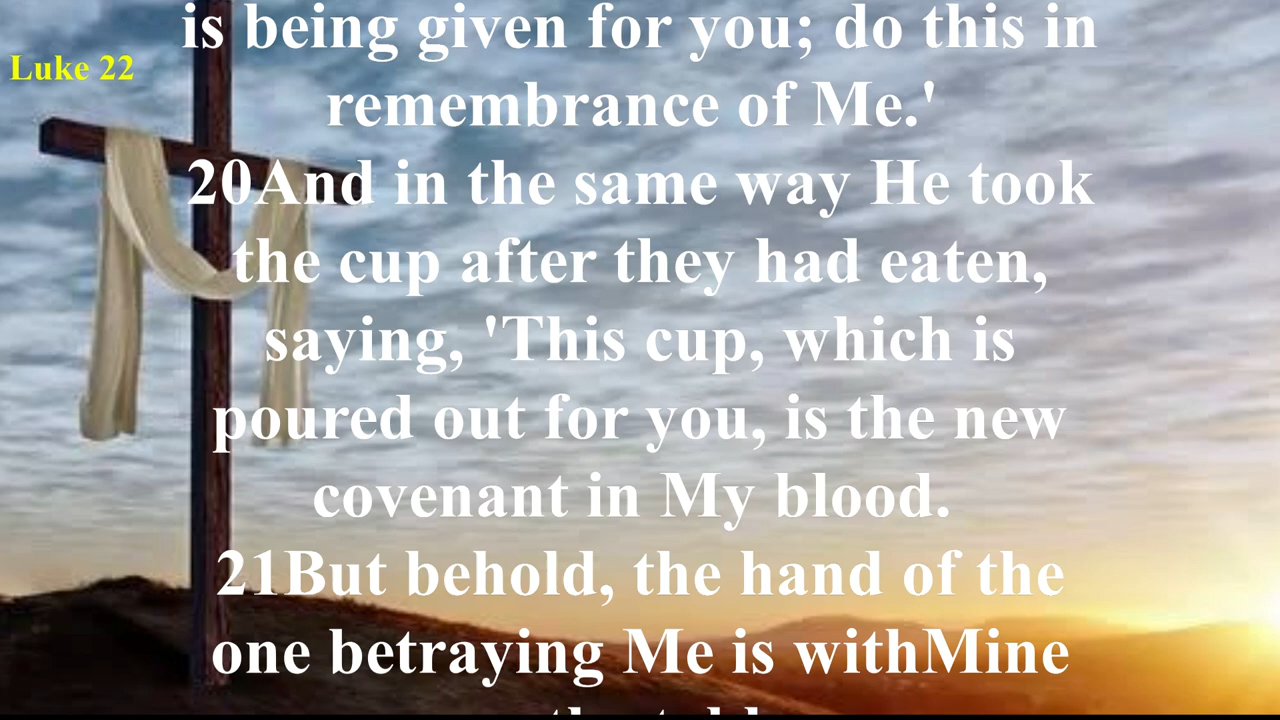 is being given for you; do this in
Luke 22
remembrance of Me.'
20And in the same way He took
the cup after they had eaten,
saying, 'This cup, which is
poured out for you, is the new
covenant in My blood.
21But behold, the hand of the
one betraying Me is withMine